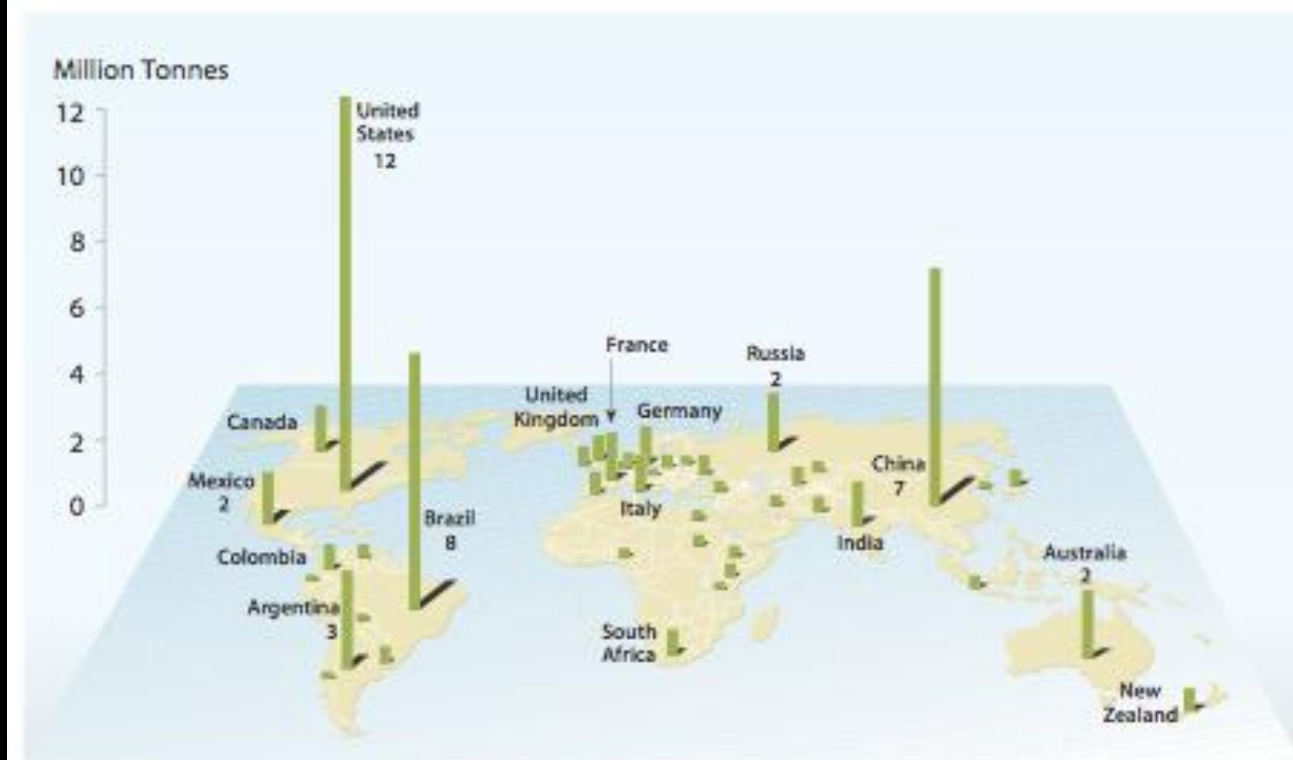 Million Tonnes
12
10
8
6
4
2
0
United
States
12
France
Russia
2
United
Kingdom
Germany
Canada
China
7
Mexico
2
Italy
Brazil
8
India
Colombia
Australia
2
Argentina
3
South
Africa
New
Zealand